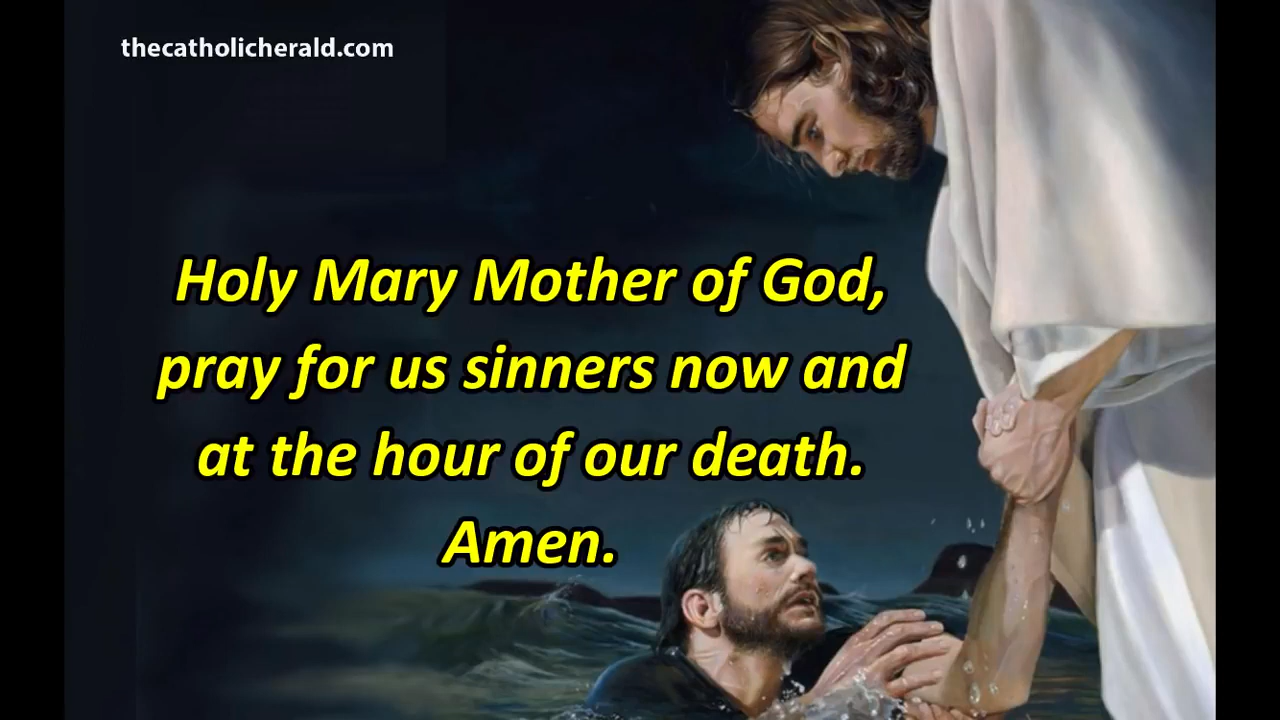 thecatholicherald.com
Holy Mary Mother of God,
pray for us sinners now and
at the hour of our death.
Amen.